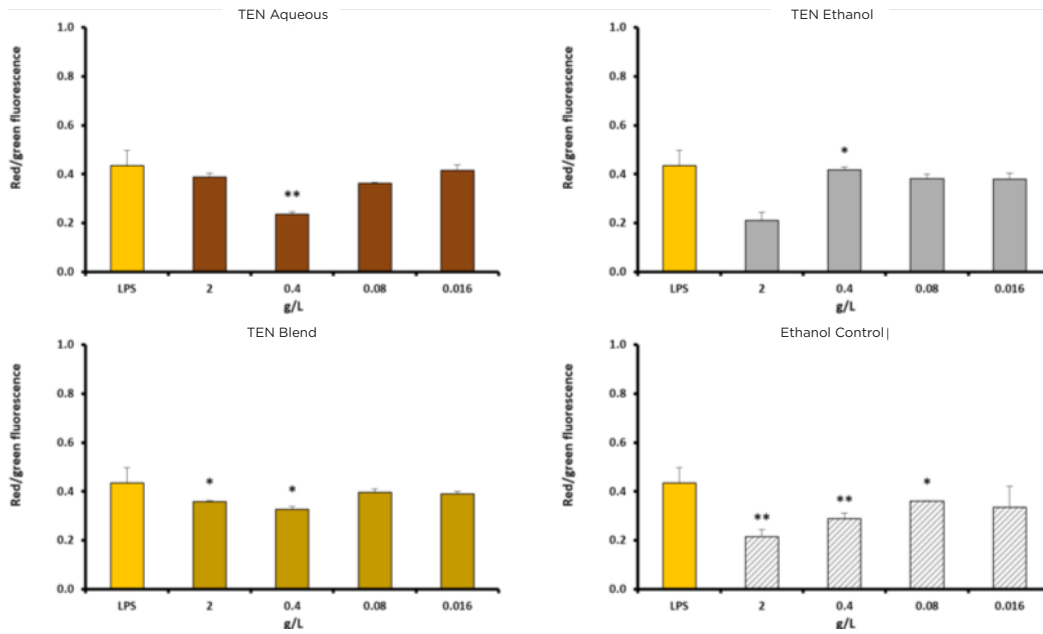 TEN Aqueous
Red/green fluorescence
1.0
0.8
0.6
0.4
0.2
0.0
**
LPS 2 0.4 0.08 0.016
g/L
TEN Ethanol
Red/green fluorescence
1.0
0.8
0.6
0.4
0.2
0.0
*
LPS 2 0.4 0.08 0.016
g/L
TEN Blend
Red/green fluorescence
1.0
0.8
0.6
0.4
0.2
0.0
* *
LPS 2 0.4 0.08 0.016
g/L
Ethanol Control
Red/green fluorescence
1.0
0.8
0.6
0.4
0.2
0.0
** ** *
LPS 2 0.4 0.08 0.016
g/L